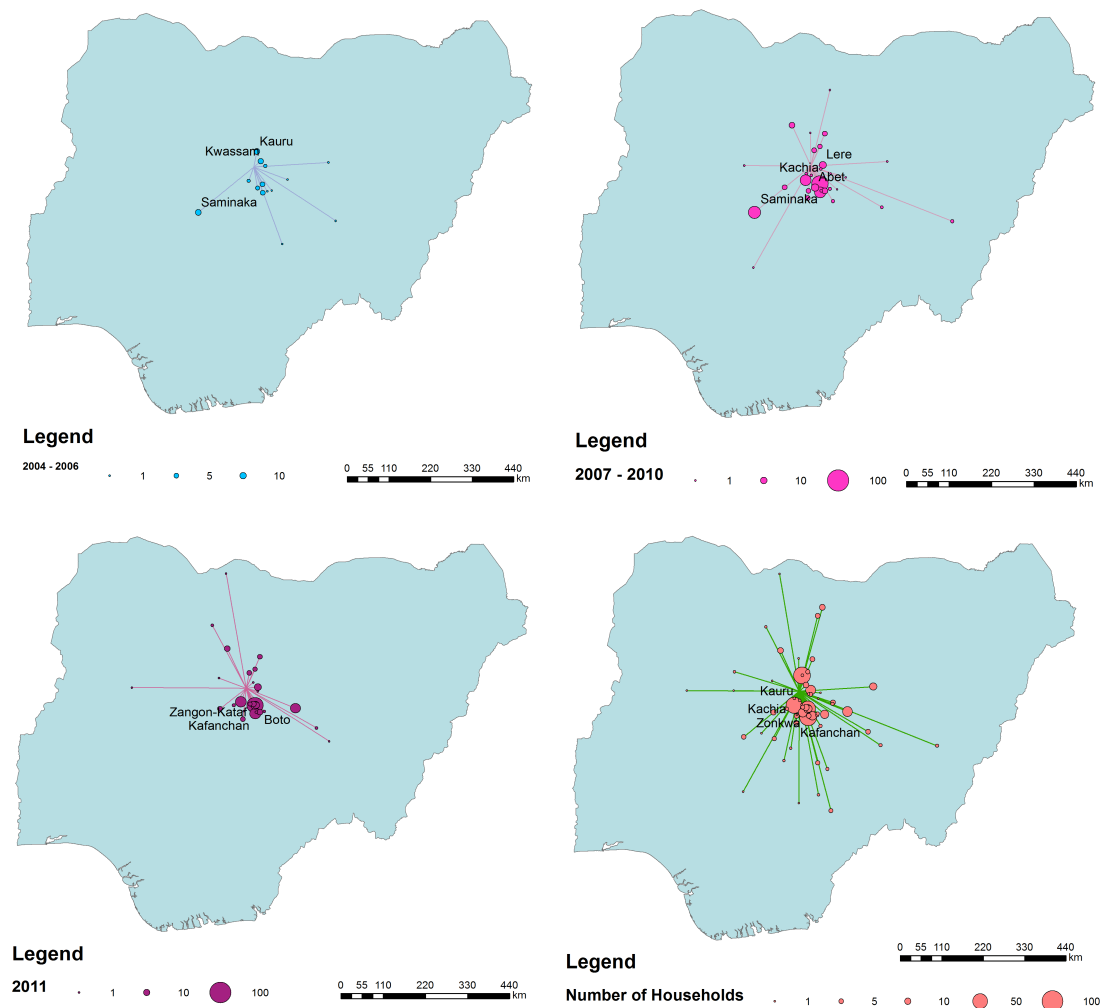 Kauru
Kwassam
Saminaka
Legend
2004 - 2006 1 5 10
0 55 110 220 330 440
km
Lere
Kachia
Abet
Saminaka
Legend
2007 - 2010 1 10 100
0 55 110 220 330 440
km
Zangon-Kataf
Kafanchan
Boto
Legend
2011 1 10 100
0 55 110 220 330 440
km
Kauru
Kachia
Zonkwa
Kafanchan
Legend
Number of Households 1 5 10 50 100
0 55 110 220 330 440
km